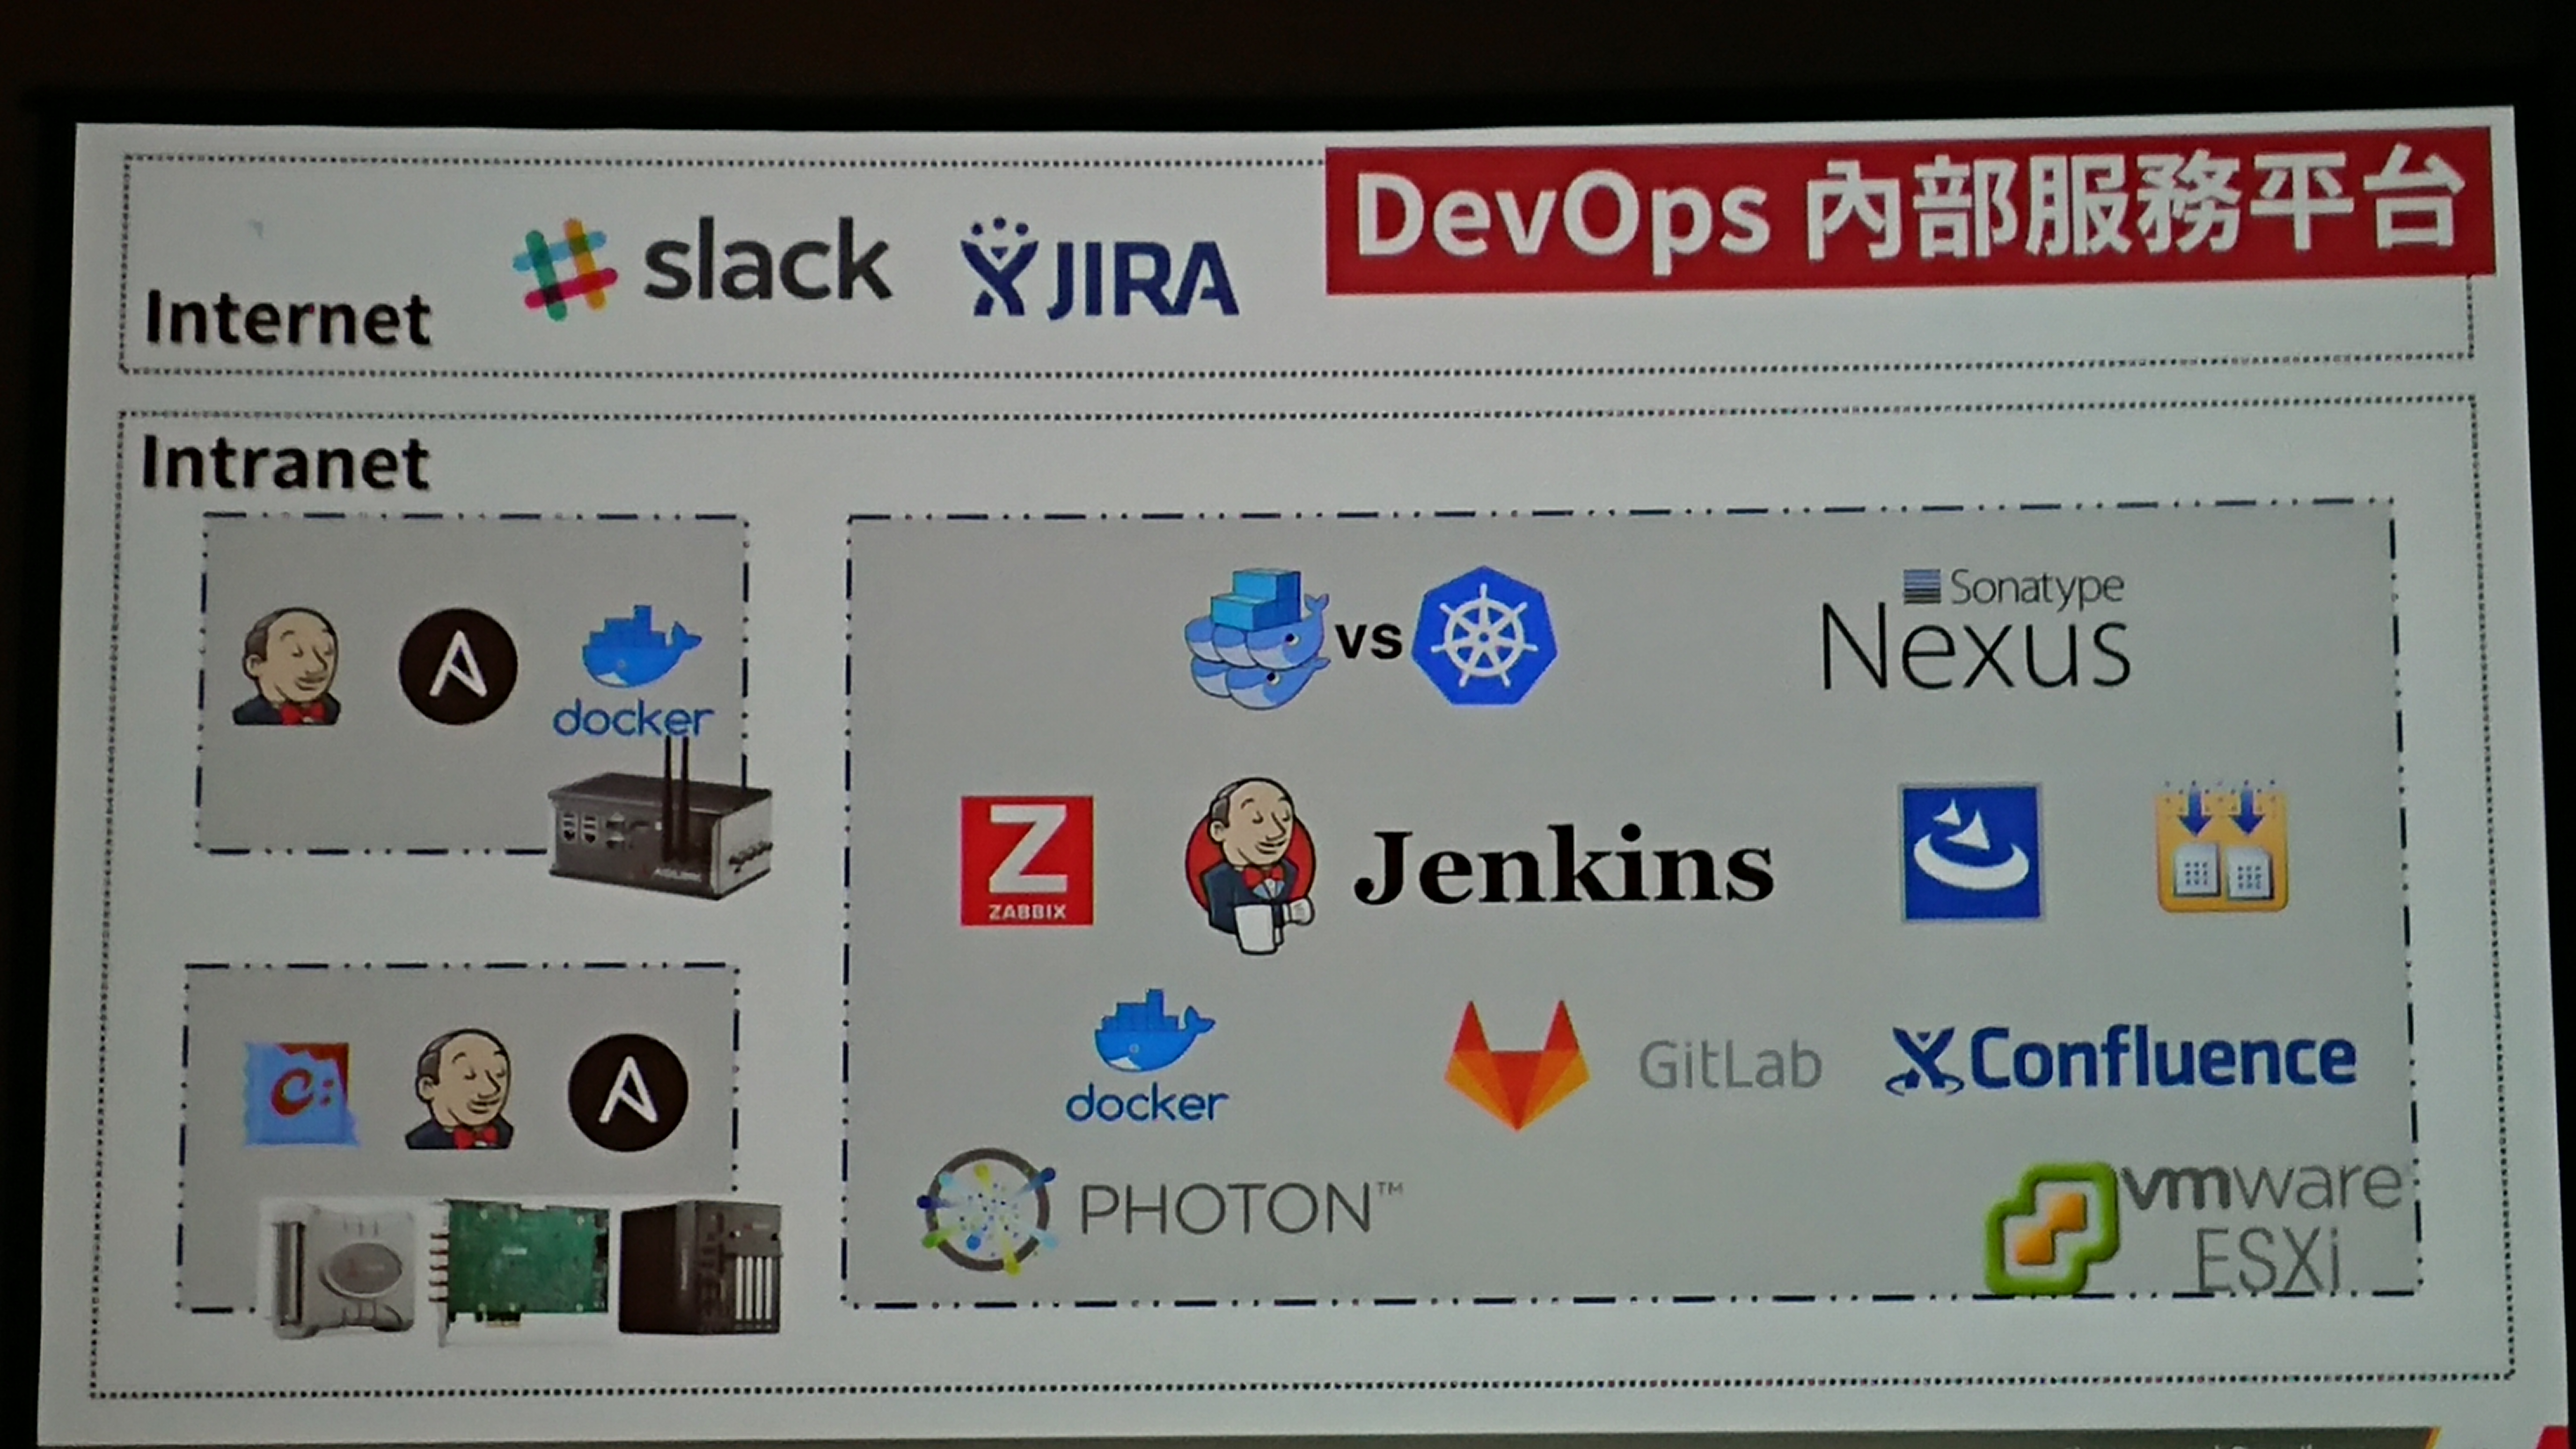 DevOps 內部服務平台
slack
JIRA
Internet
Intranet
docker
ADLINK
C:
vs
Sonatype
Nexus
Z
ZABBIX
Jenkins
docker
GitLab
Confluence
PHOTON™
vmware
ESXi